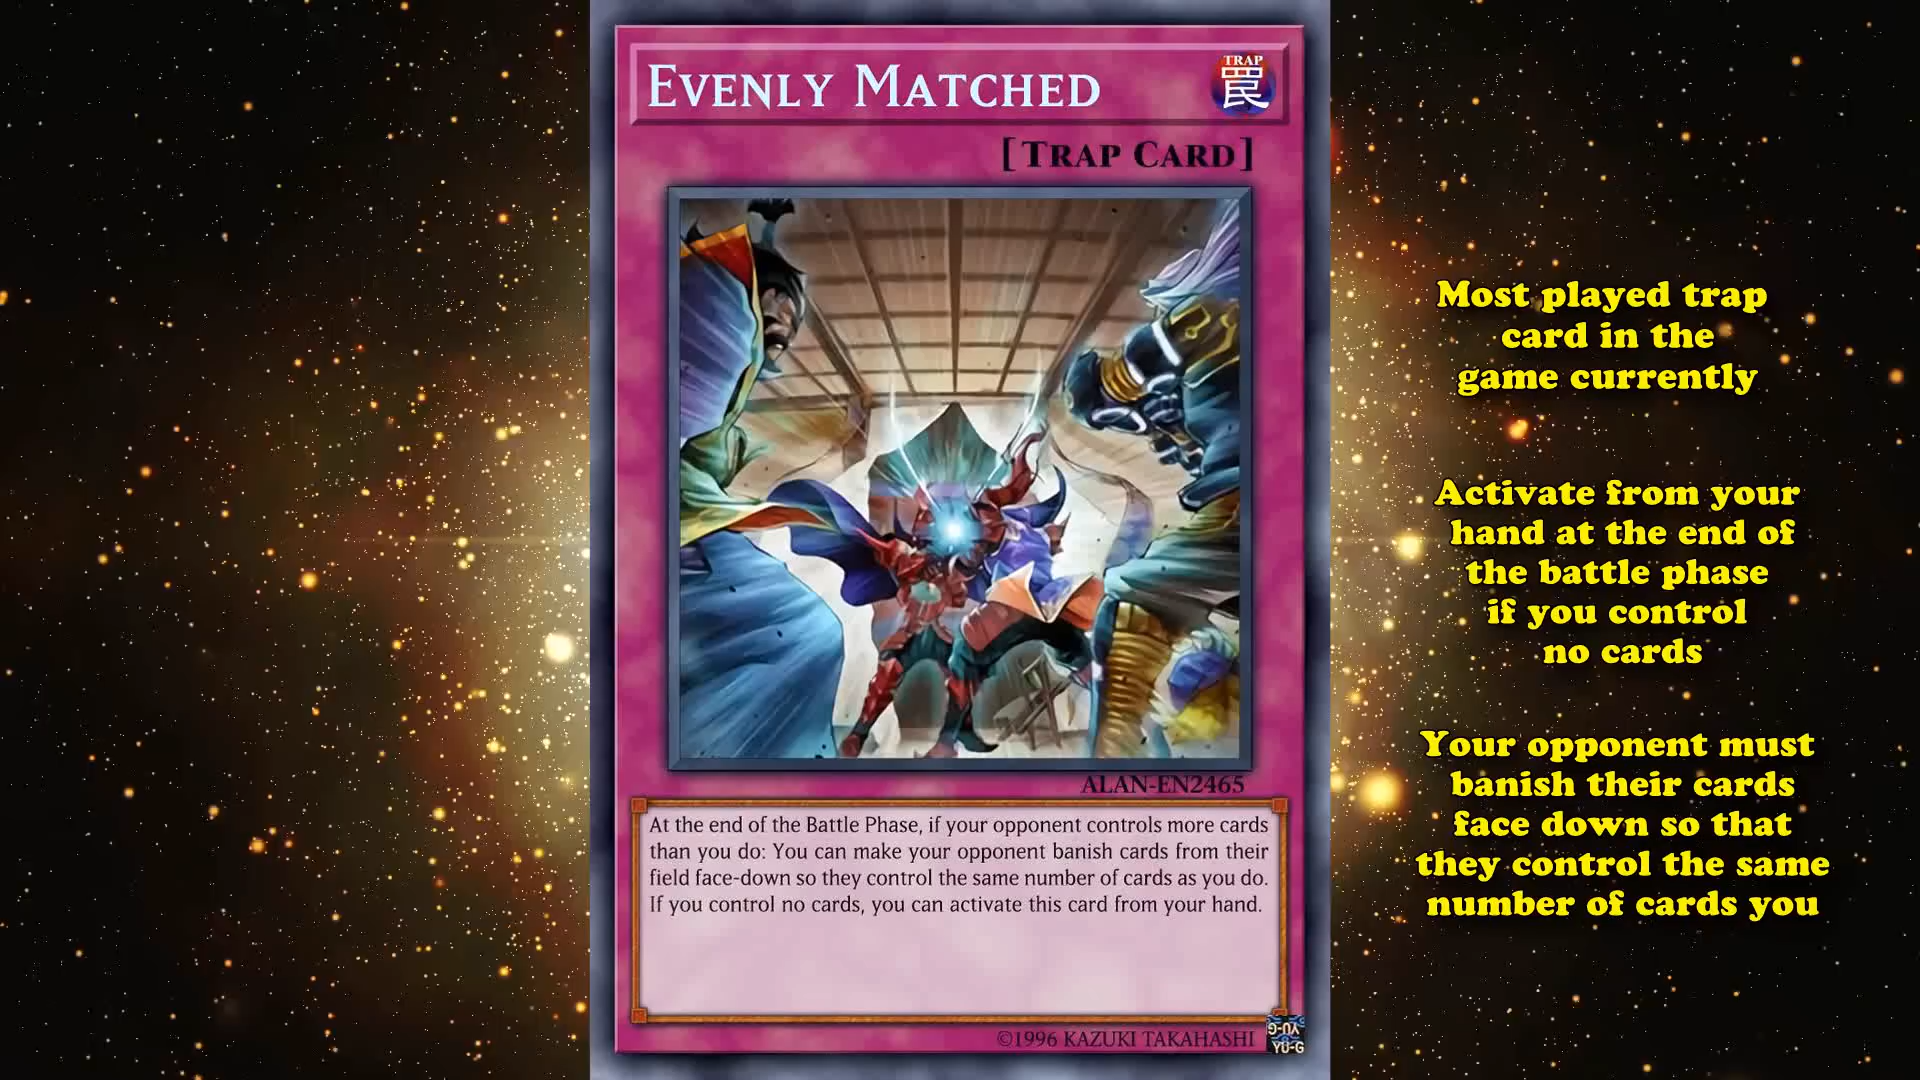 Evenly Matched
TRAP
罠
[Trap Card]
ALAN-EN2465
At the end of the Battle Phase, if your opponent controls more cards
than you do: You can make your opponent banish cards from their
field face-down so they control the same number of cards as you do.
If you control no cards, you can activate this card from your hand.
©1996 KAZUKI TAKAHASHI
Most played trap
card in the
game currently
Activate from your
hand at the end of
the battle phase
if you control
no cards
Your opponent must
banish their cards
face down so that
they control the same
number of cards you